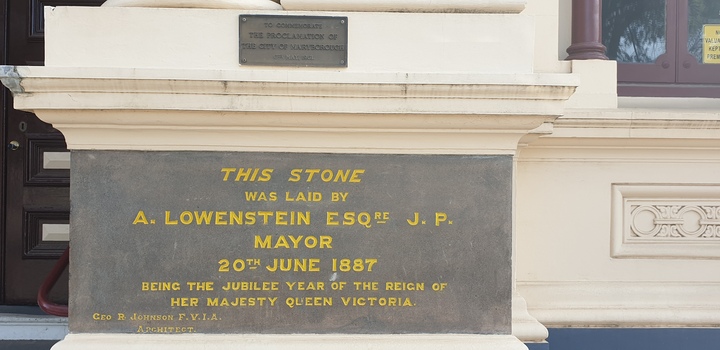 TO COMMEMORATE
THE PROCLAMATION OF
THE CITY OF MARYBOROUGH
THIS STONE
WAS LAID BY
A. LOWENSTEIN ESQRE J. P.
MAYOR
20TH JUNE 1887
BEING THE JUBILEE YEAR OF THE REIGN OF
HER MAJESTY QUEEN VICTORIA.
GEO R JOHNSON F.V.I.A.
ARCHITECT.